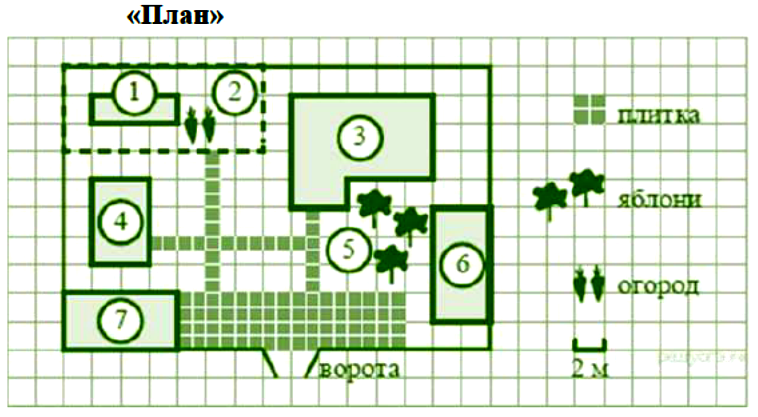 «План»
1
2
3
плитка
4
яблони
5
6
огород
7
ворота
2 м